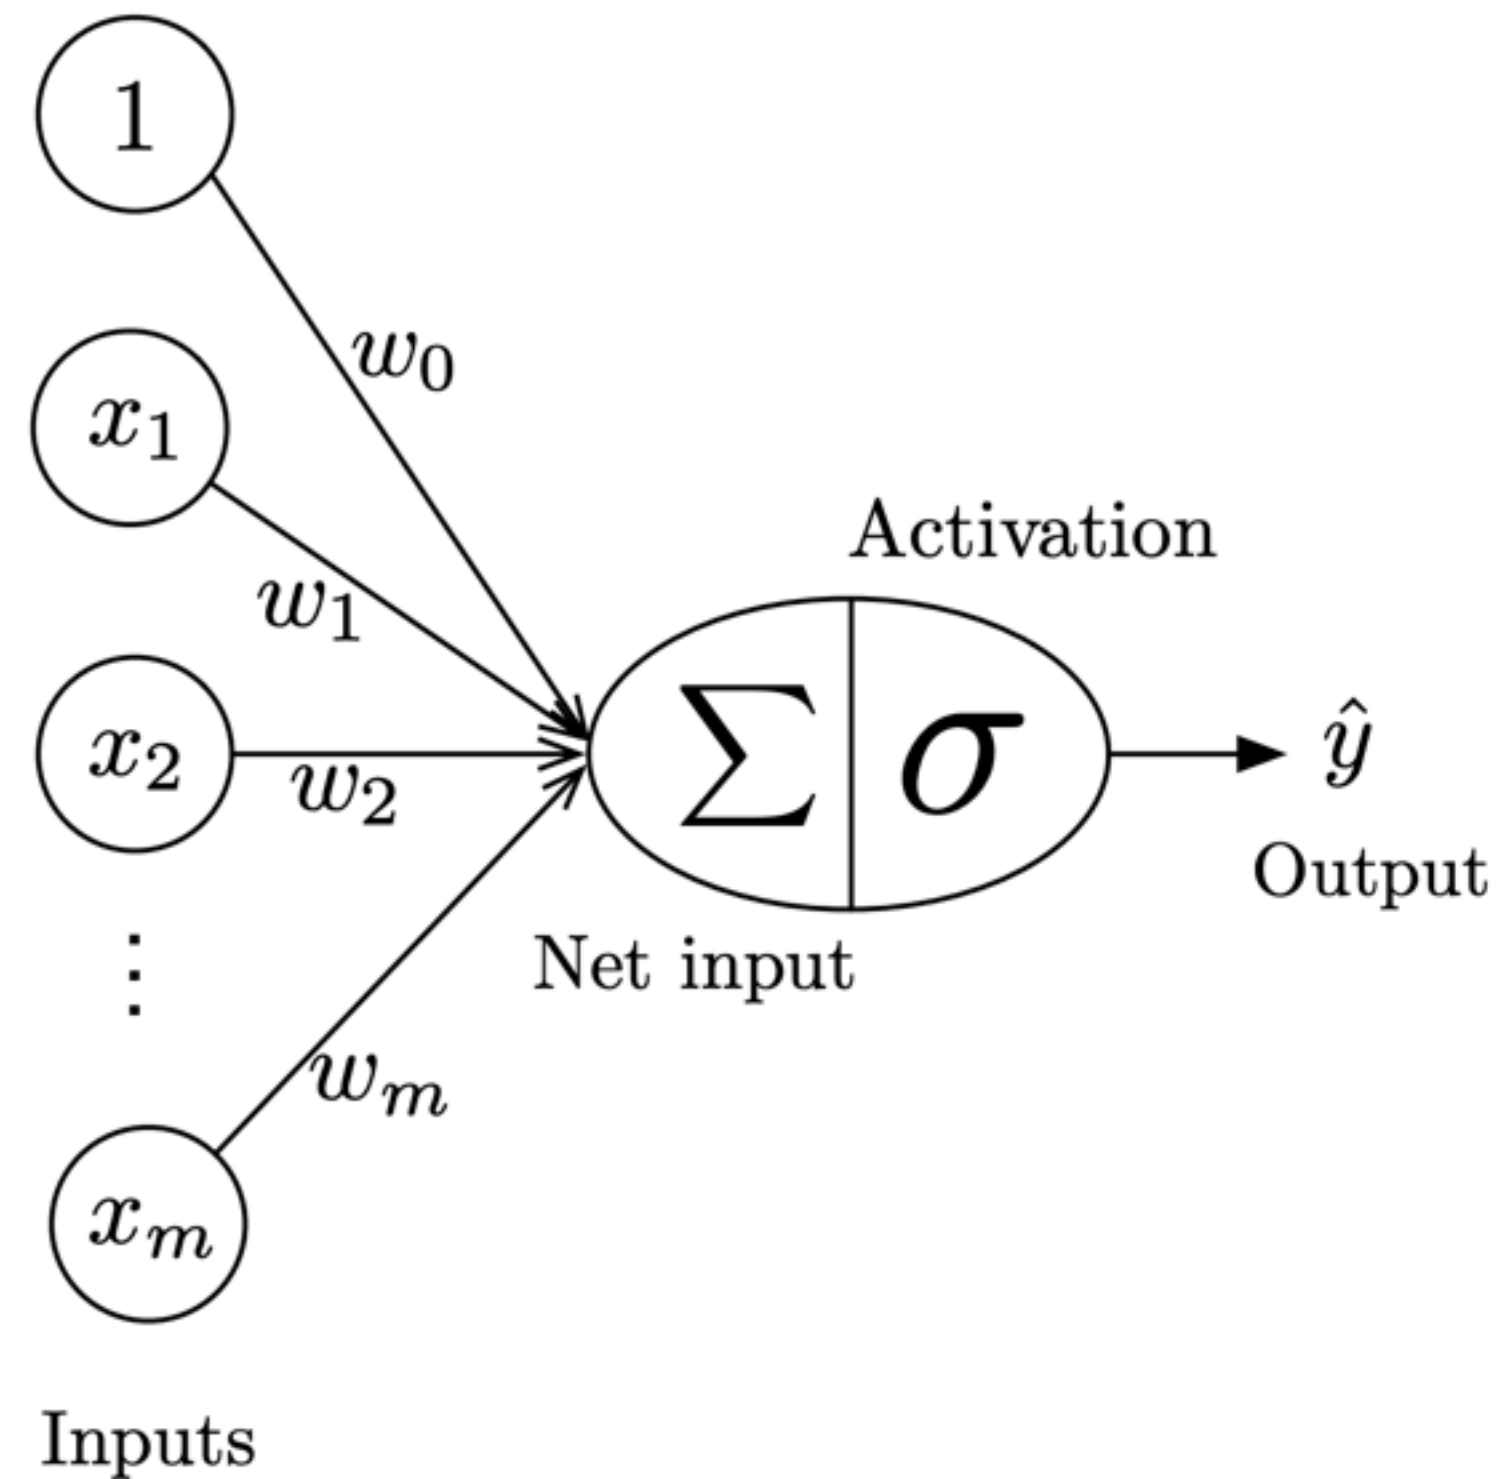 1
w₀
x₁
w₁
Activation
x₂
w₂
∑ σ
ŷ
Output
Net input
⋮
wₘ
xₘ
Inputs